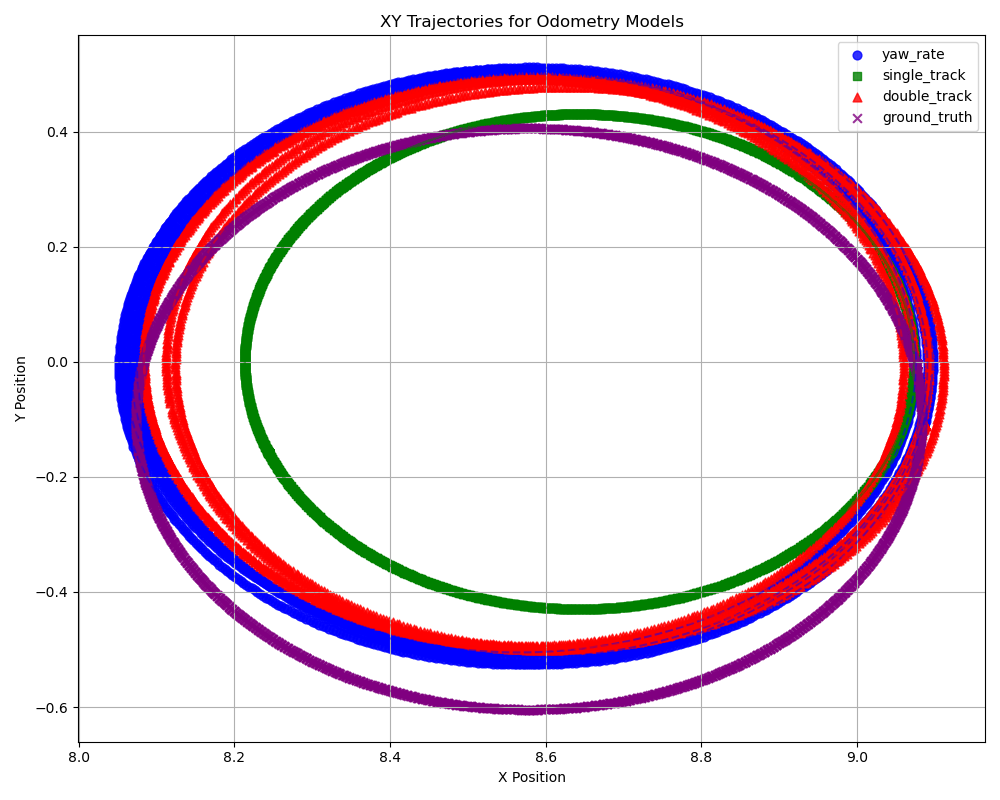 XY Trajectories for Odometry Models
yaw_rate
single_track
double_track
ground_truth
0.4
0.2
0.0
−0.2
−0.4
−0.6
Y Position
8.0 8.2 8.4 8.6 8.8 9.0
X Position